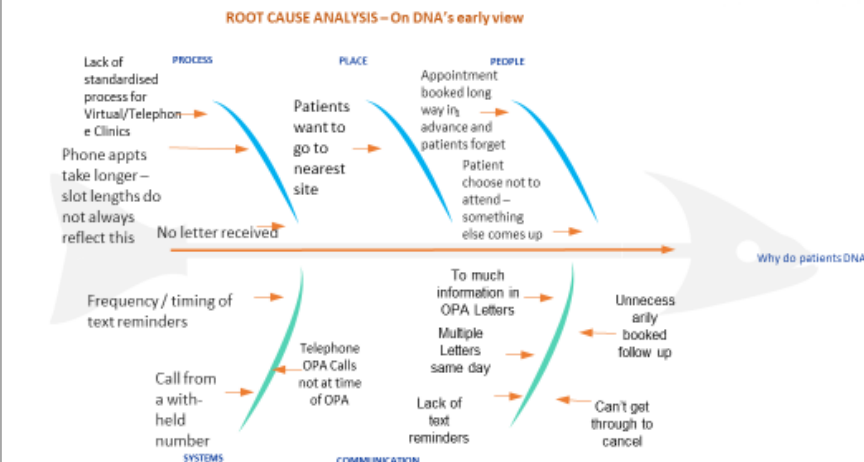 ROOT CAUSE ANALYSIS – On DNA's early view
PROCESS
PLACE
PEOPLE
Lack of
standardised
process for
Virtual/Telephon
e Clinics
Phone appts
take longer –
slot lengths do
not always
reflect this
No letter received
Patients
want to
go to
nearest
site
Appointment
booked long
way in
advance and
patients forget
Patient
choose not to
attend –
something
else comes up
Why do patients DNA
Frequency / timing of
text reminders
Call from
a with-
held
number
Telephone
OPA Calls
not at time
of OPA
To much
information in
OPA Letters
Multiple
Letters
same day
Lack of
text
reminders
Unnecess
arily
booked
follow up
Can't get
through to
cancel
SYSTEMS
COMMUNICATION